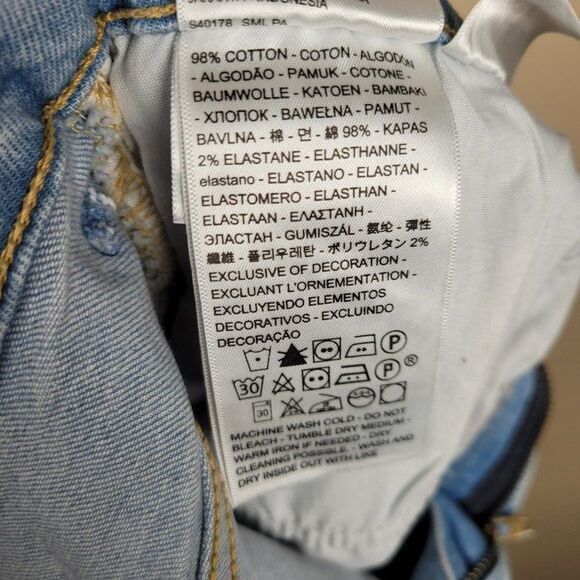 INDONESIA
S40178 SML PA
98% COTTON - COTON - ALGODON
- ALGODÃO - PAMUK - COTONE -
BAUMWOLLE - KATOEN - BAMBAKI
- ХЛОПОК - BAWEŁNA - PAMUT -
BAVLNA - 棉 - 면 - 綿 98% - KAPAS
2% ELASTANE - ELASTHANNE -
elastano - ELASTANO - ELASTAN -
ELASTOMERO - ELASTHAN -
ELASTAAN - ΕΛΑΣΤΑΝΗ -
ЭЛАСТАН - GUMISZÁL - 氨纶 - 彈性
纖維 - 폴리우레탄 - ポリウレタン 2%
EXCLUSIVE OF DECORATION -
EXCLUANT L'ORNEMENTATION -
EXCLUYENDO ELEMENTOS
DECORATIVOS - EXCLUINDO
DECORAÇÃO
P
30 P ®
30
MACHINE WASH COLD - DO NOT
BLEACH - TUMBLE DRY MEDIUM -
WARM IRON IF NEEDED - DRY
CLEANING POSSIBLE - WASH AND
DRY INSIDE OUT WITH LIKE